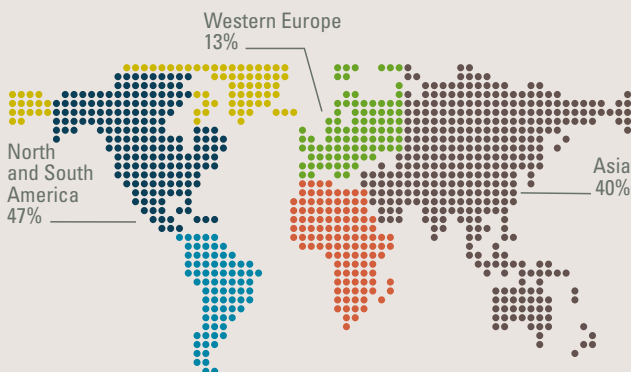 Western Europe
13%
North
and South
America
47%
Asia
40%